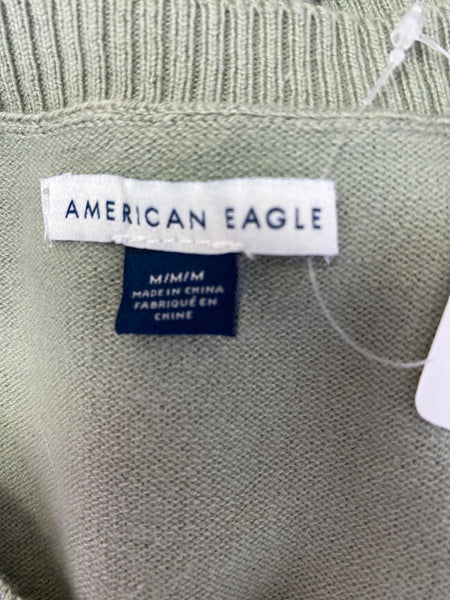 AMERICAN EAGLE
M/M/M
MADE IN CHINA
FABRIQUÉ EN
CHINE